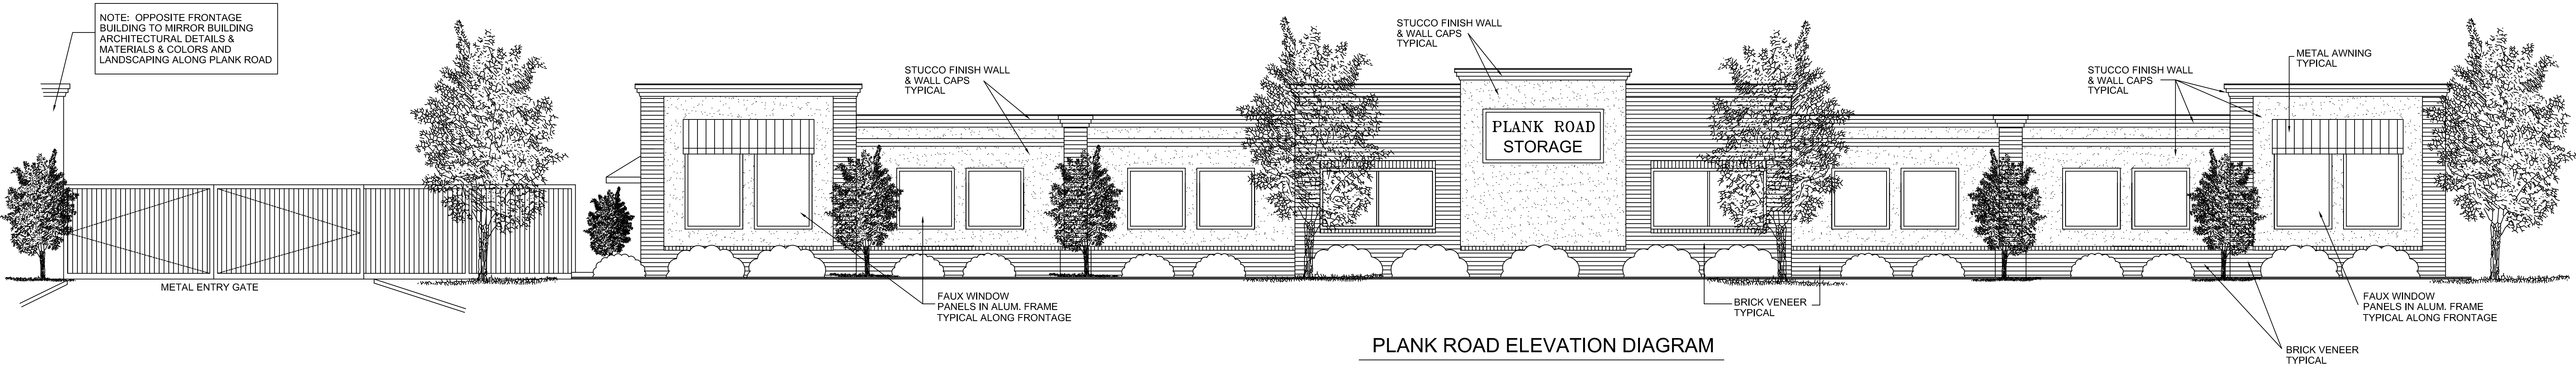 NOTE: OPPOSITE FRONTAGE
BUILDING TO MIRROR BUILDING
ARCHITECTURAL DETAILS &
MATERIALS & COLORS AND
LANDSCAPING ALONG PLANK ROAD
METAL ENTRY GATE
STUCCO FINISH WALL
& WALL CAPS
TYPICAL
FAUX WINDOW
PANELS IN ALUM. FRAME
TYPICAL ALONG FRONTAGE
STUCCO FINISH WALL
& WALL CAPS
TYPICAL
PLANK ROAD
STORAGE
BRICK VENEER
TYPICAL
STUCCO FINISH WALL
& WALL CAPS
TYPICAL
METAL AWNING
TYPICAL
FAUX WINDOW
PANELS IN ALUM. FRAME
TYPICAL ALONG FRONTAGE
BRICK VENEER
TYPICAL
PLANK ROAD ELEVATION DIAGRAM